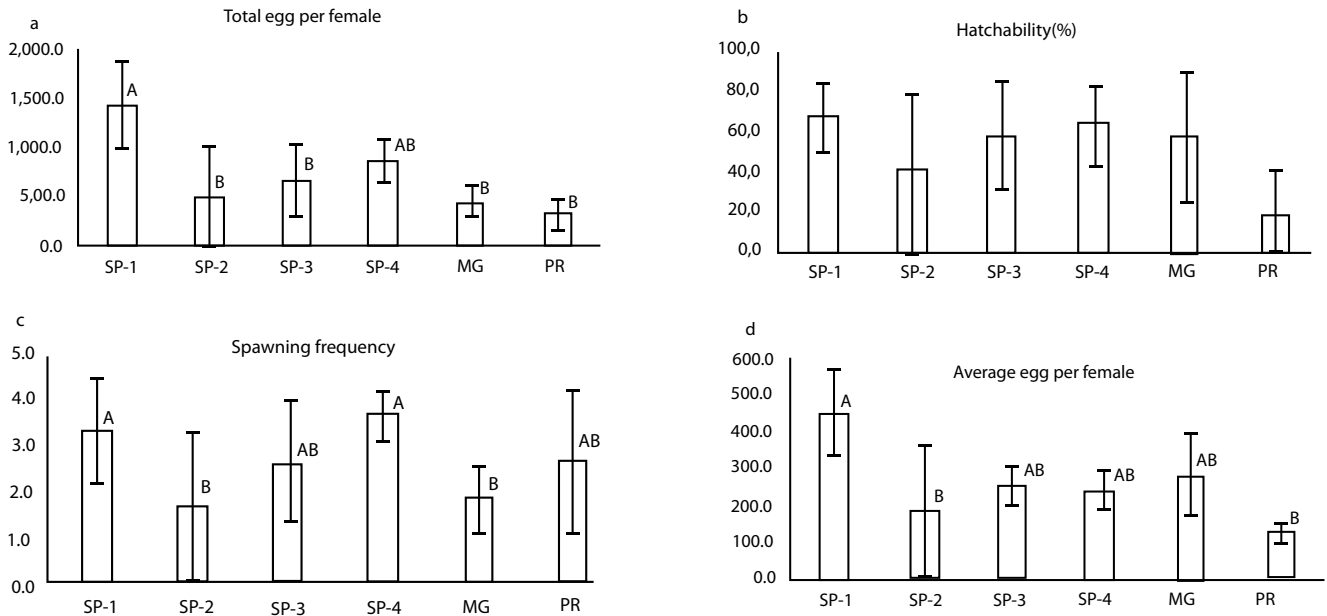 a
Total egg per female
2,000.0
1,500.0
1,000.0
500.0
0.0
A
B
B
AB
B
B
SP-1 SP-2 SP-3 SP-4 MG PR
b
Hatchability(%)
100,0
80,0
60,0
40,0
20,0
0,0
SP-1 SP-2 SP-3 SP-4 MG PR
c
Spawning frequency
5.0
4.0
3.0
2.0
1.0
0.0
A
B
AB
A
B
AB
SP-1 SP-2 SP-3 SP-4 MG PR
d
Average egg per female
600.0
500.0
400.0
300.0
200.0
100.0
0.0
A
B
AB
AB
AB
B
SP-1 SP-2 SP-3 SP-4 MG PR